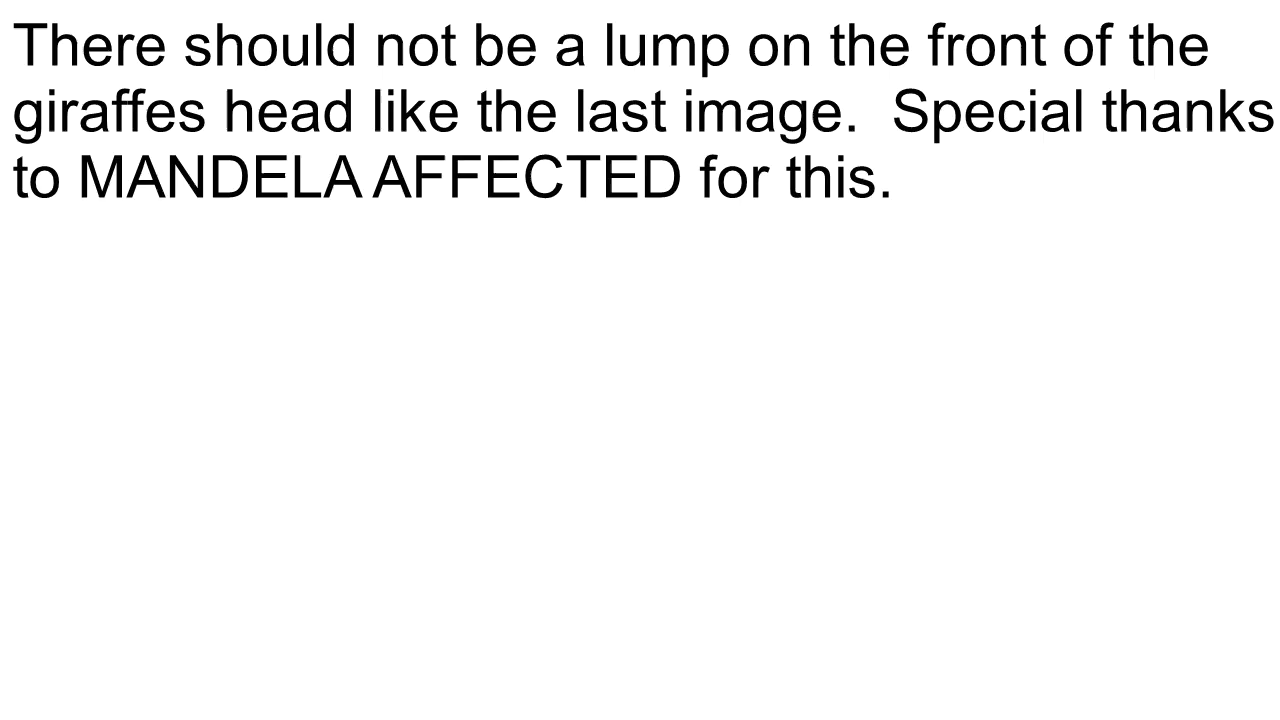 There should not be a lump on the front of the
giraffes head like the last image.  Special thanks
to MANDELA AFFECTED for this.